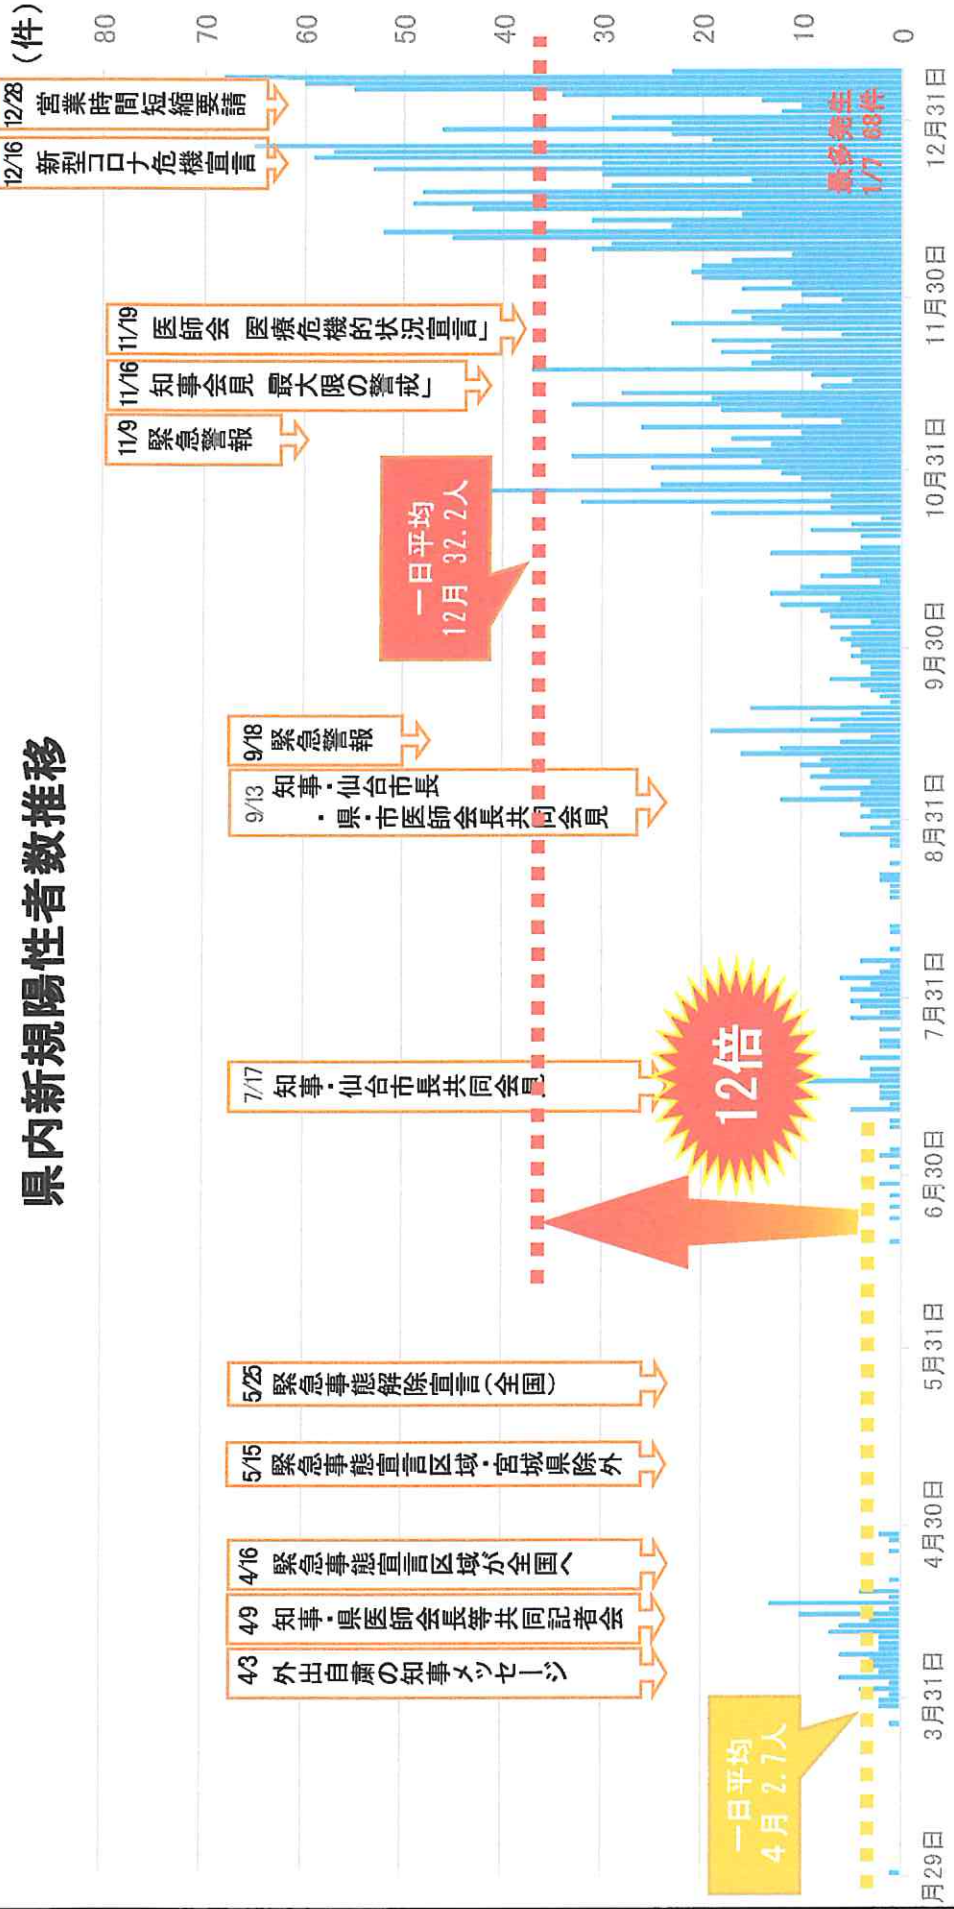 県内新規陽性者数推移
(件)
80
70
60
50
40
30
20
10
0
4/3 外出自粛の知事メッセージ
4/9 知事・県医師会長等共同記者会
4/16 緊急事態宣言区域が全国へ
5/15 緊急事態宣言区域・宮城県除外
5/25 緊急事態解除宣言(全国)
7/17 知事・仙台市長共同会見
9/13 知事・仙台市長
・県・市医師会長共同会見
9/18 緊急警報
11/9 緊急警報
11/16 知事会見 最大限の警戒」
11/19 医師会 医療危機的状況宣言」
12/16 新型コロナ危機宣言
12/28 営業時間短縮要請
一日平均
4月 2.7人
12倍
一日平均
12月 32.2人
最多発生
1/7 68件
月29日
3月31日
4月30日
5月31日
6月30日
7月31日
8月31日
9月30日
10月31日
11月30日
12月31日